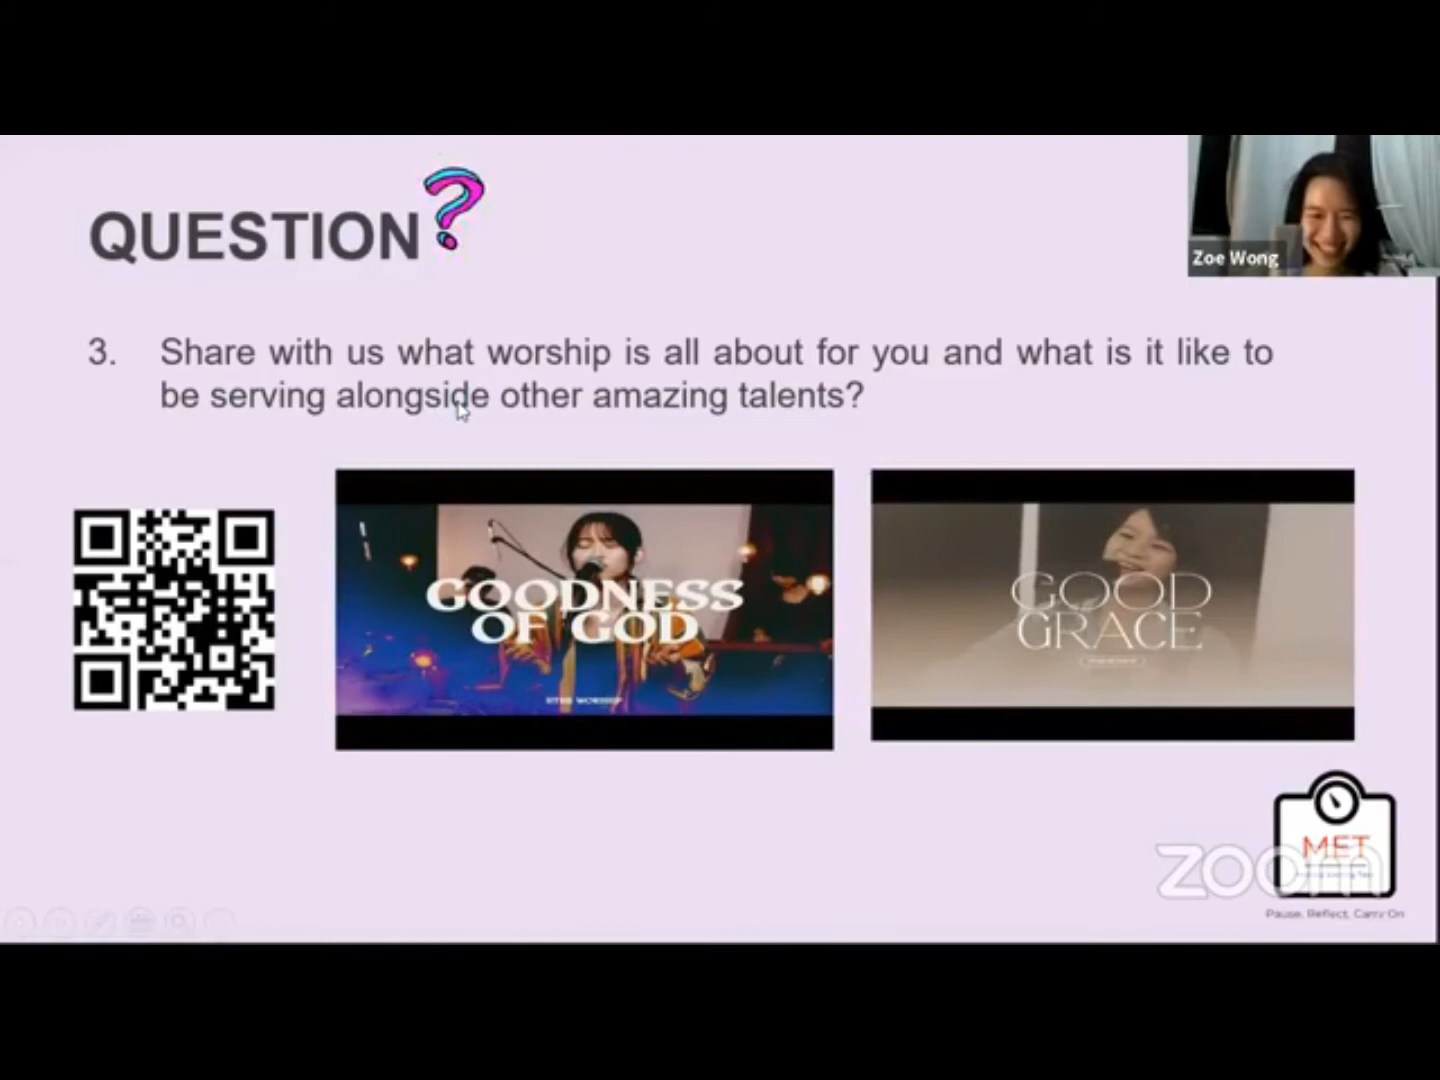 QUESTION?
Zoe Wong
3. Share with us what worship is all about for you and what is it like to
be serving alongside other amazing talents?
GOODNESS
OF GOD
GOOD
GRACE
MET
zoom
Pause. Reflect. Carry On